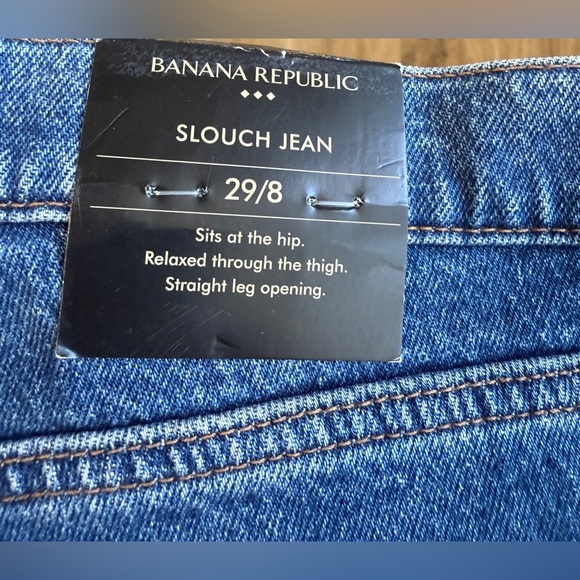 BANANA REPUBLIC
SLOUCH JEAN
29/8
Sits at the hip.
Relaxed through the thigh.
Straight leg opening.